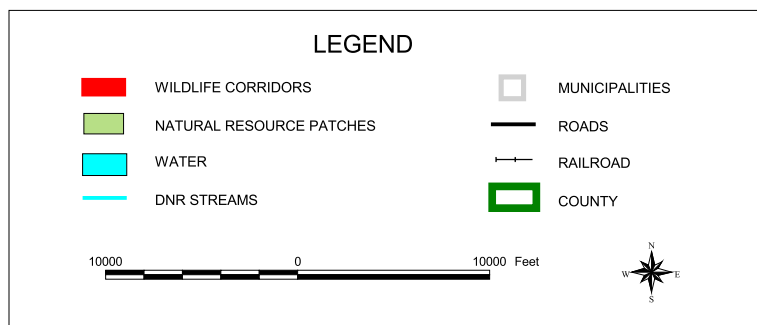 LEGEND
WILDLIFE CORRIDORS
NATURAL RESOURCE PATCHES
WATER
DNR STREAMS
MUNICIPALITIES
ROADS
RAILROAD
COUNTY
10000 0 10000 Feet
N
W E
S